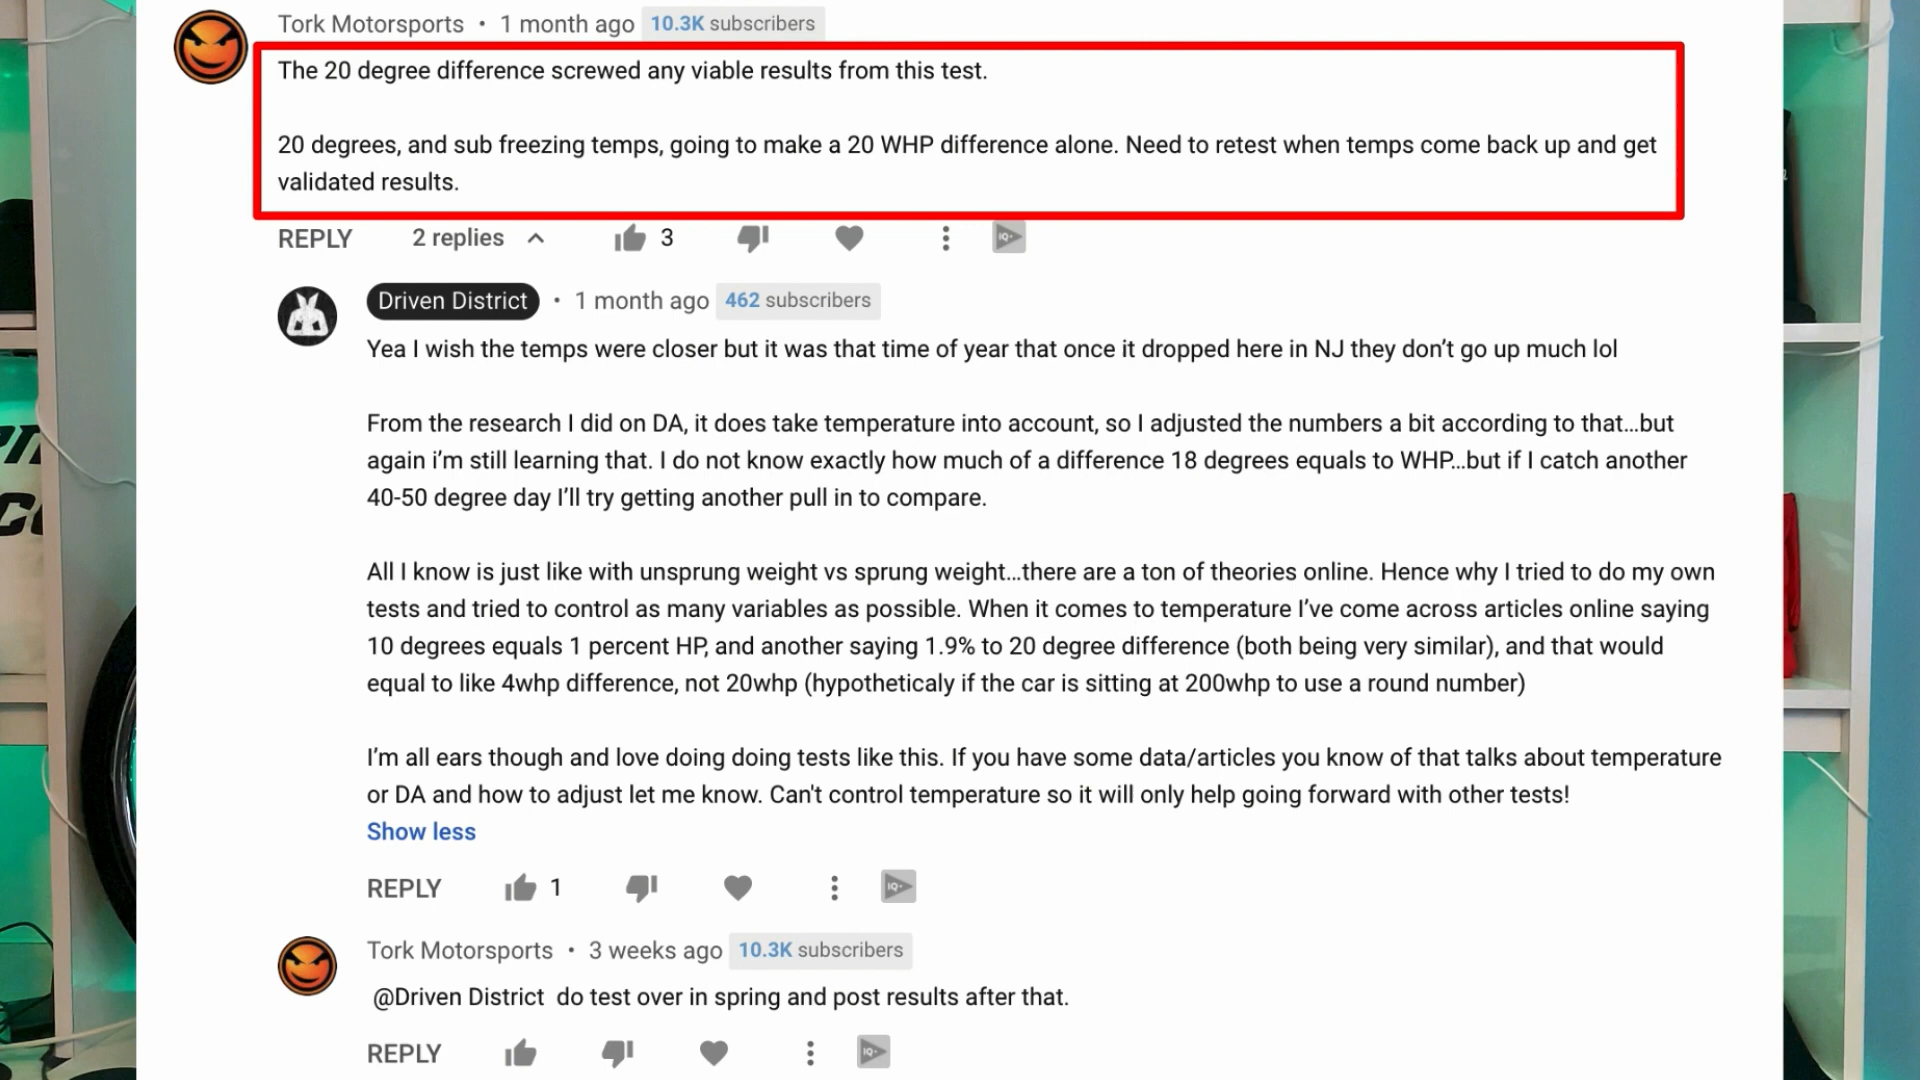 Tork Motorsports • 1 month ago 10.3K subscribers
The 20 degree difference screwed any viable results from this test.
20 degrees, and sub freezing temps, going to make a 20 WHP difference alone. Need to retest when temps come back up and get
validated results.
REPLY 2 replies 3
Driven District • 1 month ago 462 subscribers
Yea I wish the temps were closer but it was that time of year that once it dropped here in NJ they don’t go up much lol
From the research I did on DA, it does take temperature into account, so I adjusted the numbers a bit according to that...but
again i’m still learning that. I do not know exactly how much of a difference 18 degrees equals to WHP...but if I catch another
40-50 degree day I’ll try getting another pull in to compare.
All I know is just like with unsprung weight vs sprung weight...there are a ton of theories online. Hence why I tried to do my own
tests and tried to control as many variables as possible. When it comes to temperature I’ve come across articles online saying
10 degrees equals 1 percent HP, and another saying 1.9% to 20 degree difference (both being very similar), and that would
equal to like 4whp difference, not 20whp (hypotheticaly if the car is sitting at 200whp to use a round number)
I’m all ears though and love doing doing tests like this. If you have some data/articles you know of that talks about temperature
or DA and how to adjust let me know. Can't control temperature so it will only help going forward with other tests!
Show less
REPLY 1
Tork Motorsports • 3 weeks ago 10.3K subscribers
@Driven District do test over in spring and post results after that.
REPLY